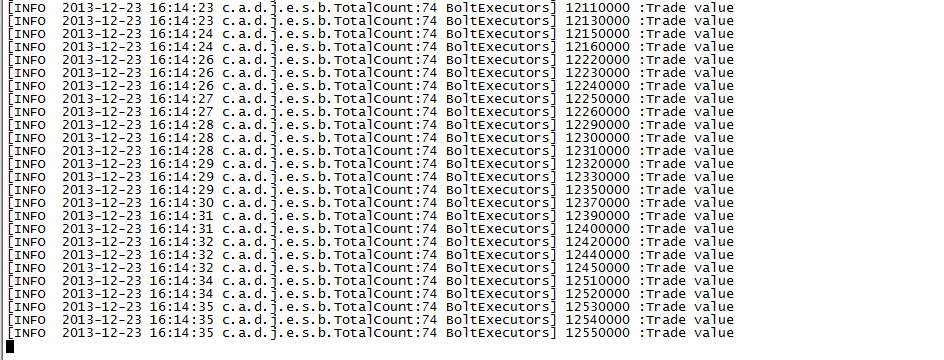 [INFO  2013-12-23 16:14:23 c.a.d.j.e.s.b.TotalCount:74 BoltExecutors] 12110000 :Trade value
[INFO  2013-12-23 16:14:23 c.a.d.j.e.s.b.TotalCount:74 BoltExecutors] 12130000 :Trade value
[INFO  2013-12-23 16:14:24 c.a.d.j.e.s.b.TotalCount:74 BoltExecutors] 12150000 :Trade value
[INFO  2013-12-23 16:14:24 c.a.d.j.e.s.b.TotalCount:74 BoltExecutors] 12160000 :Trade value
[INFO  2013-12-23 16:14:26 c.a.d.j.e.s.b.TotalCount:74 BoltExecutors] 12220000 :Trade value
[INFO  2013-12-23 16:14:26 c.a.d.j.e.s.b.TotalCount:74 BoltExecutors] 12230000 :Trade value
[INFO  2013-12-23 16:14:26 c.a.d.j.e.s.b.TotalCount:74 BoltExecutors] 12240000 :Trade value
[INFO  2013-12-23 16:14:27 c.a.d.j.e.s.b.TotalCount:74 BoltExecutors] 12250000 :Trade value
[INFO  2013-12-23 16:14:27 c.a.d.j.e.s.b.TotalCount:74 BoltExecutors] 12260000 :Trade value
[INFO  2013-12-23 16:14:28 c.a.d.j.e.s.b.TotalCount:74 BoltExecutors] 12290000 :Trade value
[INFO  2013-12-23 16:14:28 c.a.d.j.e.s.b.TotalCount:74 BoltExecutors] 12300000 :Trade value
[INFO  2013-12-23 16:14:28 c.a.d.j.e.s.b.TotalCount:74 BoltExecutors] 12310000 :Trade value
[INFO  2013-12-23 16:14:29 c.a.d.j.e.s.b.TotalCount:74 BoltExecutors] 12320000 :Trade value
[INFO  2013-12-23 16:14:29 c.a.d.j.e.s.b.TotalCount:74 BoltExecutors] 12330000 :Trade value
[INFO  2013-12-23 16:14:29 c.a.d.j.e.s.b.TotalCount:74 BoltExecutors] 12350000 :Trade value
[INFO  2013-12-23 16:14:30 c.a.d.j.e.s.b.TotalCount:74 BoltExecutors] 12370000 :Trade value
[INFO  2013-12-23 16:14:31 c.a.d.j.e.s.b.TotalCount:74 BoltExecutors] 12390000 :Trade value
[INFO  2013-12-23 16:14:31 c.a.d.j.e.s.b.TotalCount:74 BoltExecutors] 12400000 :Trade value
[INFO  2013-12-23 16:14:32 c.a.d.j.e.s.b.TotalCount:74 BoltExecutors] 12420000 :Trade value
[INFO  2013-12-23 16:14:32 c.a.d.j.e.s.b.TotalCount:74 BoltExecutors] 12440000 :Trade value
[INFO  2013-12-23 16:14:32 c.a.d.j.e.s.b.TotalCount:74 BoltExecutors] 12450000 :Trade value
[INFO  2013-12-23 16:14:34 c.a.d.j.e.s.b.TotalCount:74 BoltExecutors] 12510000 :Trade value
[INFO  2013-12-23 16:14:34 c.a.d.j.e.s.b.TotalCount:74 BoltExecutors] 12520000 :Trade value
[INFO  2013-12-23 16:14:35 c.a.d.j.e.s.b.TotalCount:74 BoltExecutors] 12530000 :Trade value
[INFO  2013-12-23 16:14:35 c.a.d.j.e.s.b.TotalCount:74 BoltExecutors] 12540000 :Trade value
[INFO  2013-12-23 16:14:35 c.a.d.j.e.s.b.TotalCount:74 BoltExecutors] 12550000 :Trade value